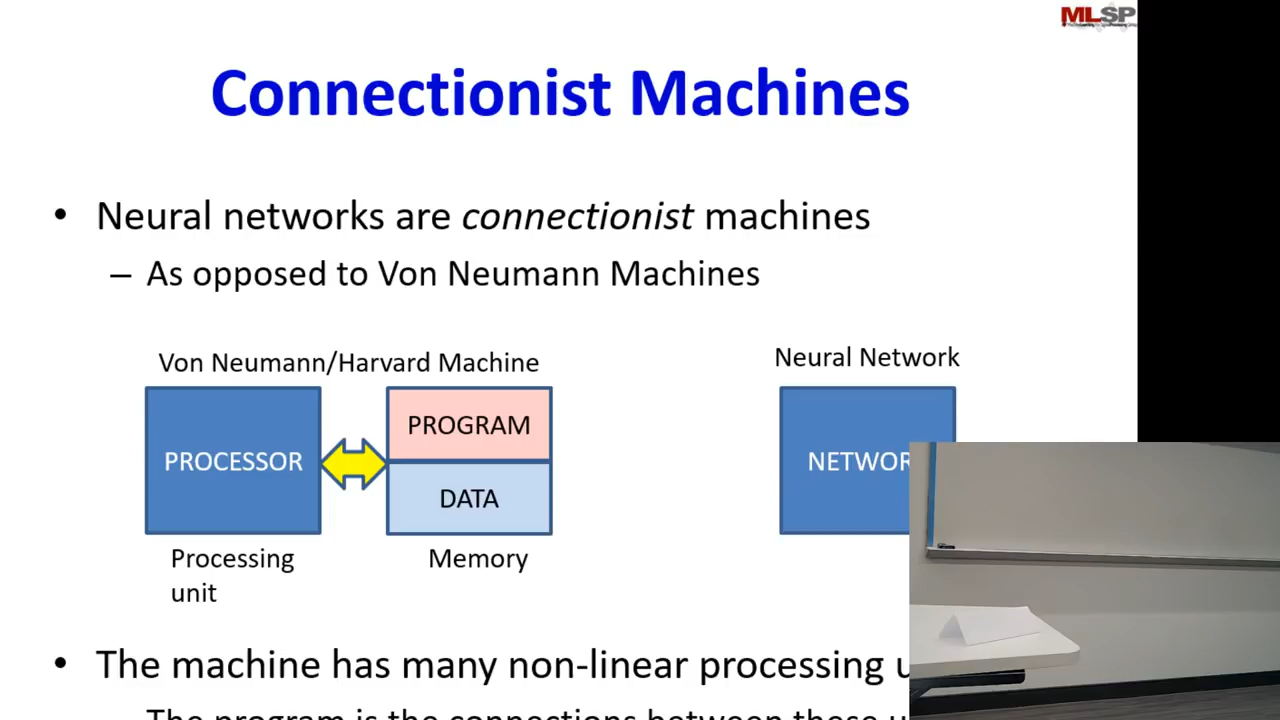 MLSP
Connectionist Machines
• Neural networks are connectionist machines
– As opposed to Von Neumann Machines
Von Neumann/Harvard Machine
Neural Network
PROCESSOR
PROGRAM
DATA
NETWOR
Processing
unit
Memory
• The machine has many non-linear processing u
The program is the connections between these u